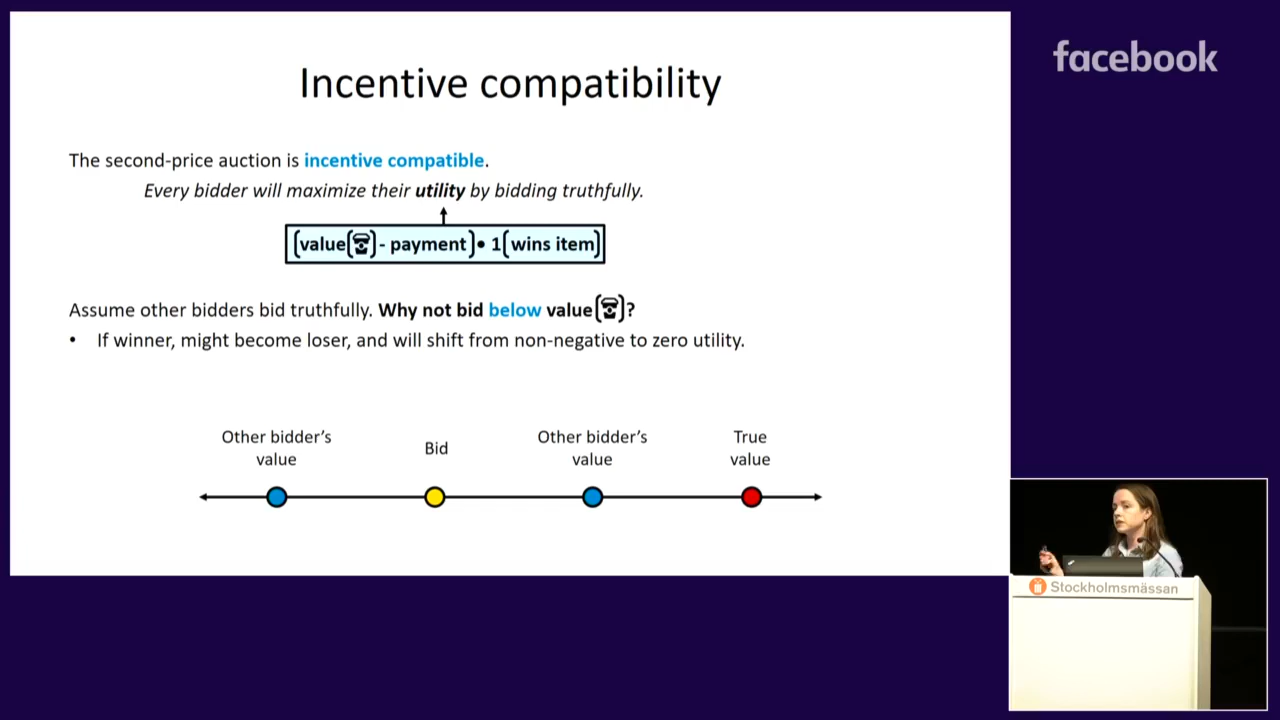 Incentive compatibility
facebook
The second-price auction is incentive compatible.
Every bidder will maximize their utility by bidding truthfully.
(value( ) - payment) • 1(wins item)
Assume other bidders bid truthfully. Why not bid below value( )?
• If winner, might become loser, and will shift from non-negative to zero utility.
Other bidder's
value
Bid
Other bidder's
value
True
value
Stockholmsmässan